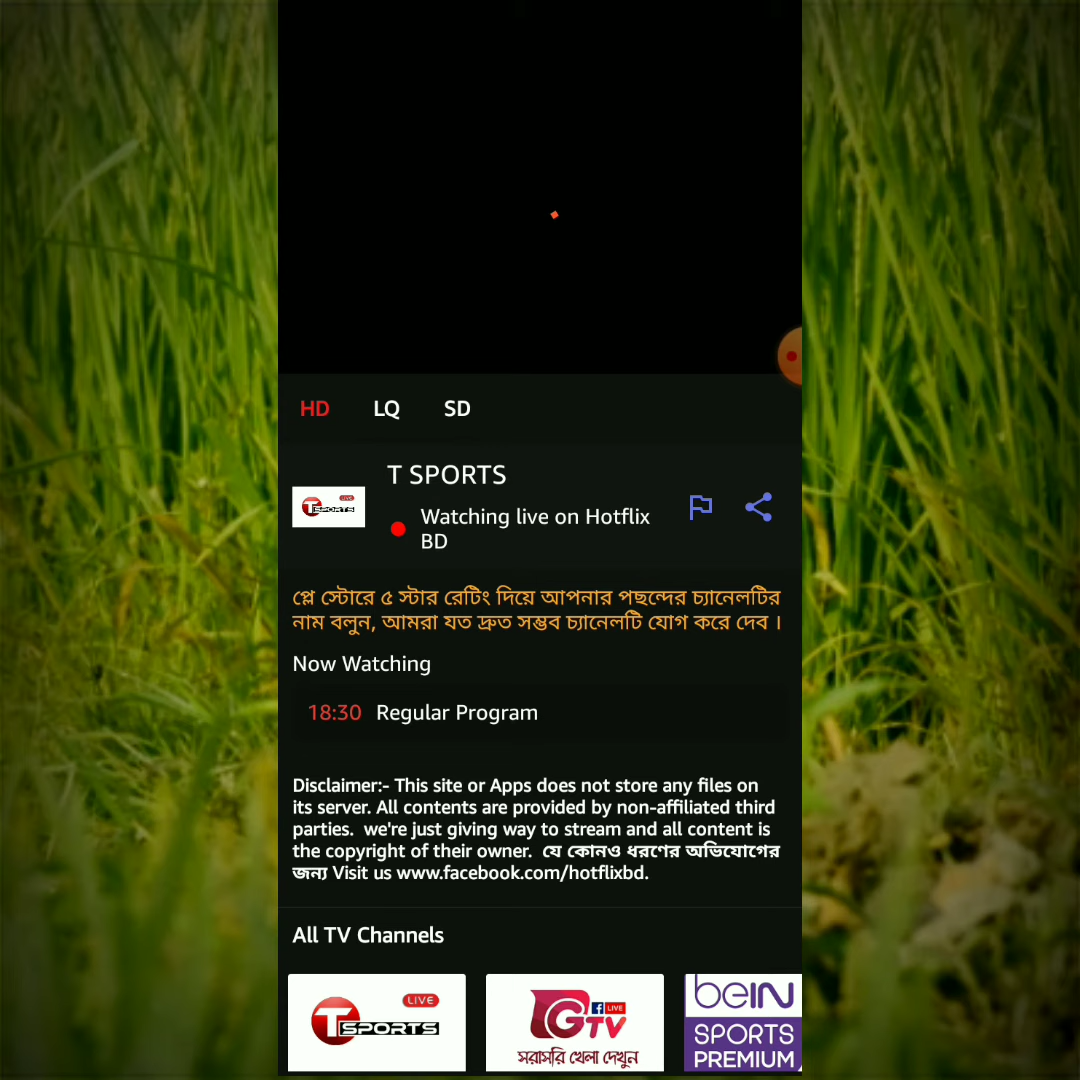 HD LQ SD
T SPORTS
LIVE
TSPORTS
Watching live on Hotflix
BD
প্লে স্টোরে ৫ স্টার রেটিং দিয়ে আপনার পছন্দের চ্যানেলটির
নাম বলুন, আমরা যত দ্রুত সম্ভব চ্যানেলটি যোগ করে দেব ।
Now Watching
18:30 Regular Program
Disclaimer:- This site or Apps does not store any files on
its server. All contents are provided by non-affiliated third
parties. we're just giving way to stream and all content is
the copyright of their owner. যে কোনও ধরণের অভিযোগের
জন্য Visit us www.facebook.com/hotflixbd.
All TV Channels
LIVE
TSPORTS
f LIVE
GTV
সরাসরি খেলা দেখুন
beIN
SPORTS
PREMIUM